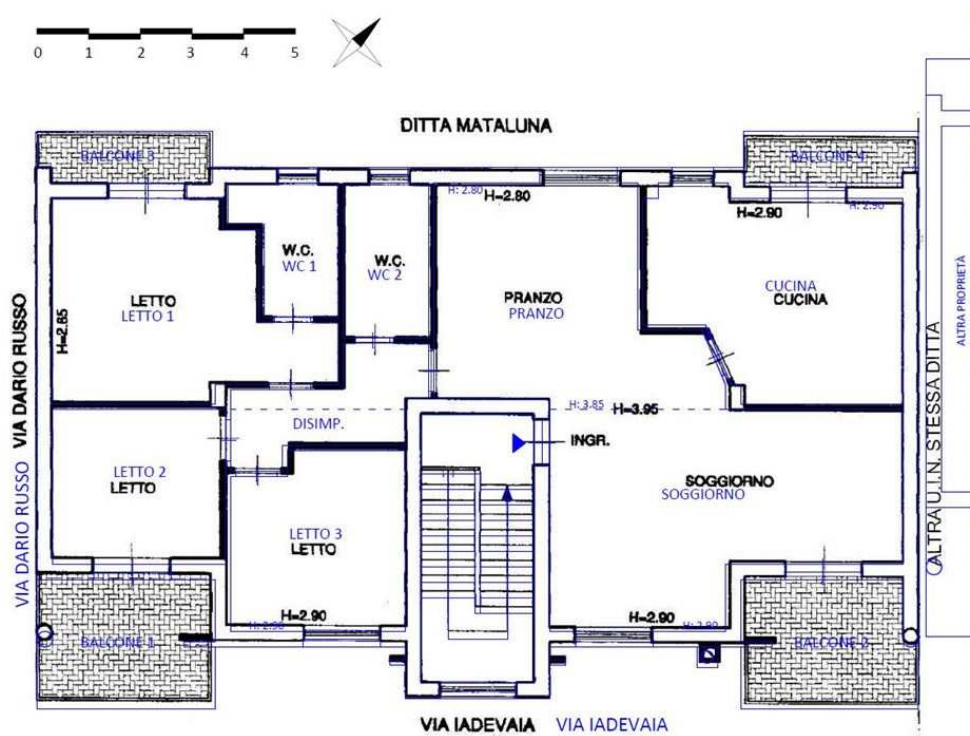 0 1 2 3 4 5
DITTA MATALUNA
BALCONE 3
BALCONE 4
H: 2.80
H=2.80
H=2.90
H: 2.90
W.C.
WC 1
W.C.
WC 2
LETTO
LETTO 1
H=2.65
PRANZO
PRANZO
CUCINA
CUCINA
ALTRA PROPRIETÀ
VIA DARIO RUSSO
VIA DARIO RUSSO
ALTRA U.I.N. STESSA DITTA
DISIMP.
H: 3.85
H=3.95
INGR.
LETTO 2
LETTO
SOGGIORNO
SOGGIORNO
LETTO 3
LETTO
H=2.90
H: 2.90
H=2.90
H: 2.90
BALCONE 1
BALCONE 2
VIA IADEVAIA VIA IADEVAIA